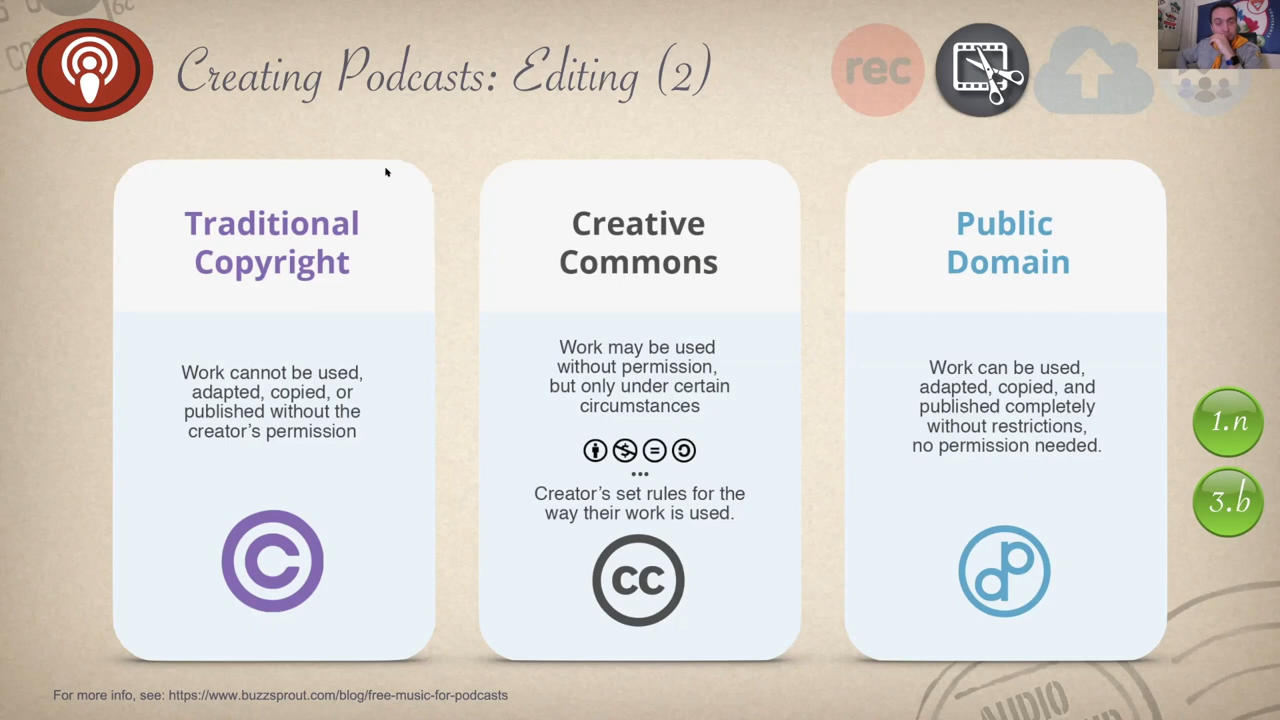 Creating Podcasts: Editing (2)
rec
Traditional
Copyright
Work cannot be used,
adapted, copied, or
published without the
creator's permission
C
Creative
Commons
Work may be used
without permission,
but only under certain
circumstances
...
Creator's set rules for the
way their work is used.
cc
Public
Domain
Work can be used,
adapted, copied, and
published completely
without restrictions,
no permission needed.
1.n
3.b
For more info, see: https://www.buzzsprout.com/blog/free-music-for-podcasts
AUDIO